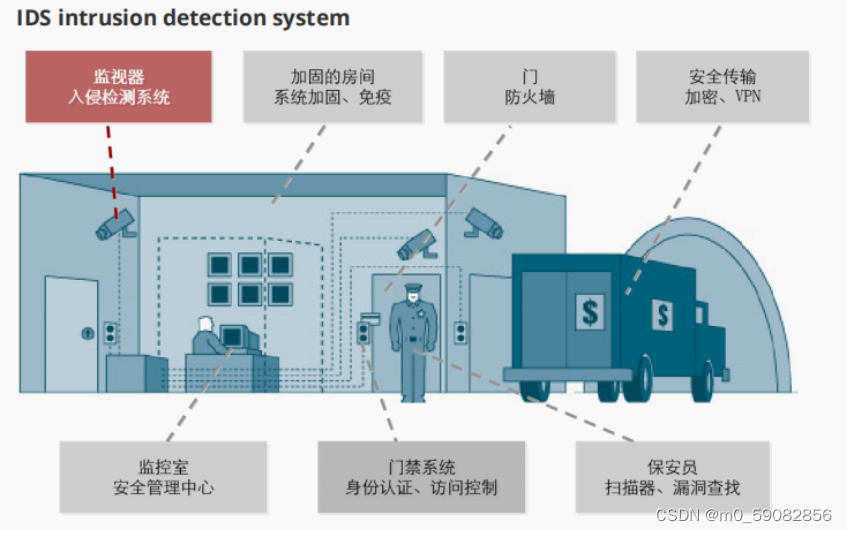 IDS intrusion detection system
监视器
入侵检测系统
加固的房间
系统加固、免疫
门
防火墙
安全传输
加密、VPN
$
$
监控室
安全管理中心
门禁系统
身份认证、访问控制
保安员
扫描器、漏洞查找
CSDN @m0_59082856